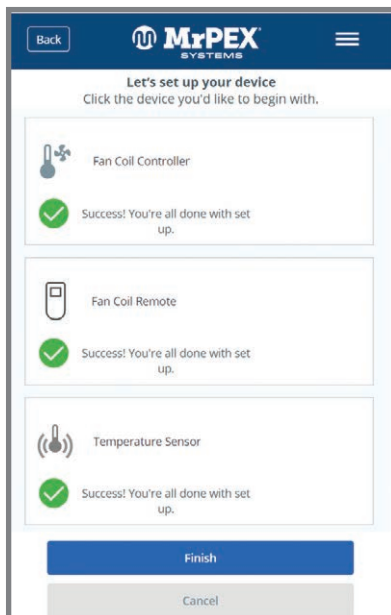 Back
MrPEX
SYSTEMS
Let's set up your device
Click the device you'd like to begin with.
Fan Coil Controller
Success! You're all done with set
up.
Fan Coil Remote
Success! You're all done with set
up.
Temperature Sensor
Success! You're all done with set
up.
Finish
Cancel